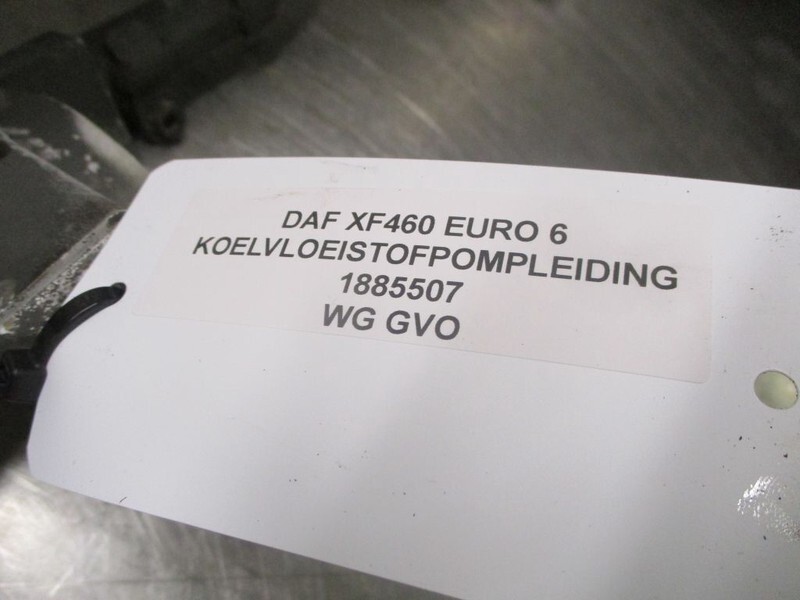 DAF XF460 EURO 6
KOELVLOEISTOFPOMPLEIDING
1885507
WG GVO